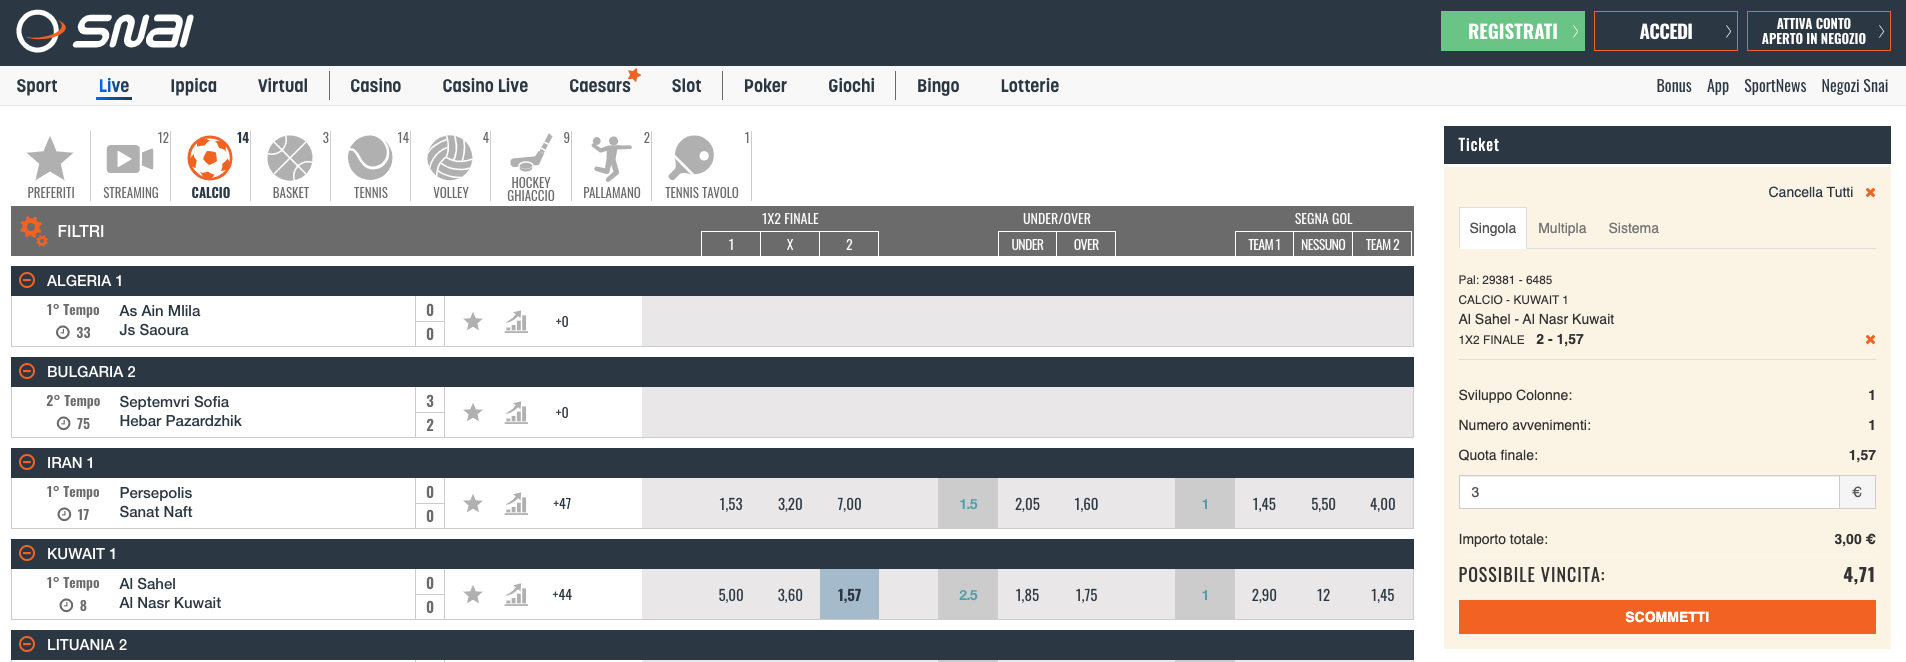 snai
REGISTRATI
ACCEDI
ATTIVA CONTO
APERTO IN NEGOZIO
Sport Live Ippica Virtual Casino Casino Live Caesars Slot Poker Giochi Bingo Lotterie
Bonus App SportNews Negozi Snai
PREFERITI
12 STREAMING
14 CALCIO
3 BASKET
14 TENNIS
4 VOLLEY
9 HOCKEY
GHIACCIO
2 PALLAMANO
1 TENNIS TAVOLO
FILTRI
1X2 FINALE UNDER/OVER SEGNA GOL
1 X 2 UNDER OVER TEAM 1 NESSUNO TEAM 2
ALGERIA 1
1° Tempo As Ain Mlila 0
33 Js Saoura 0
+0
BULGARIA 2
2° Tempo Septemvri Sofia 3
75 Hebar Pazardzhik 2
+0
IRAN 1
1° Tempo Persepolis 0
17 Sanat Naft 0
+47 1,53 3,20 7,00 1.5 2,05 1,60 1 1,45 5,50 4,00
KUWAIT 1
1° Tempo Al Sahel 0
8 Al Nasr Kuwait 0
+44 5,00 3,60 1,57 2.5 1,85 1,75 1 2,90 12 1,45
LITUANIA 2
Ticket
Cancella Tutti
Singola Multipla Sistema
Pal: 29381 - 6485
CALCIO - KUWAIT 1
Al Sahel - Al Nasr Kuwait
1X2 FINALE 2 - 1,57
Sviluppo Colonne: 1
Numero avvenimenti: 1
Quota finale: 1,57
3 €
Importo totale: 3,00 €
POSSIBILE VINCITA: 4,71
SCOMMETTI